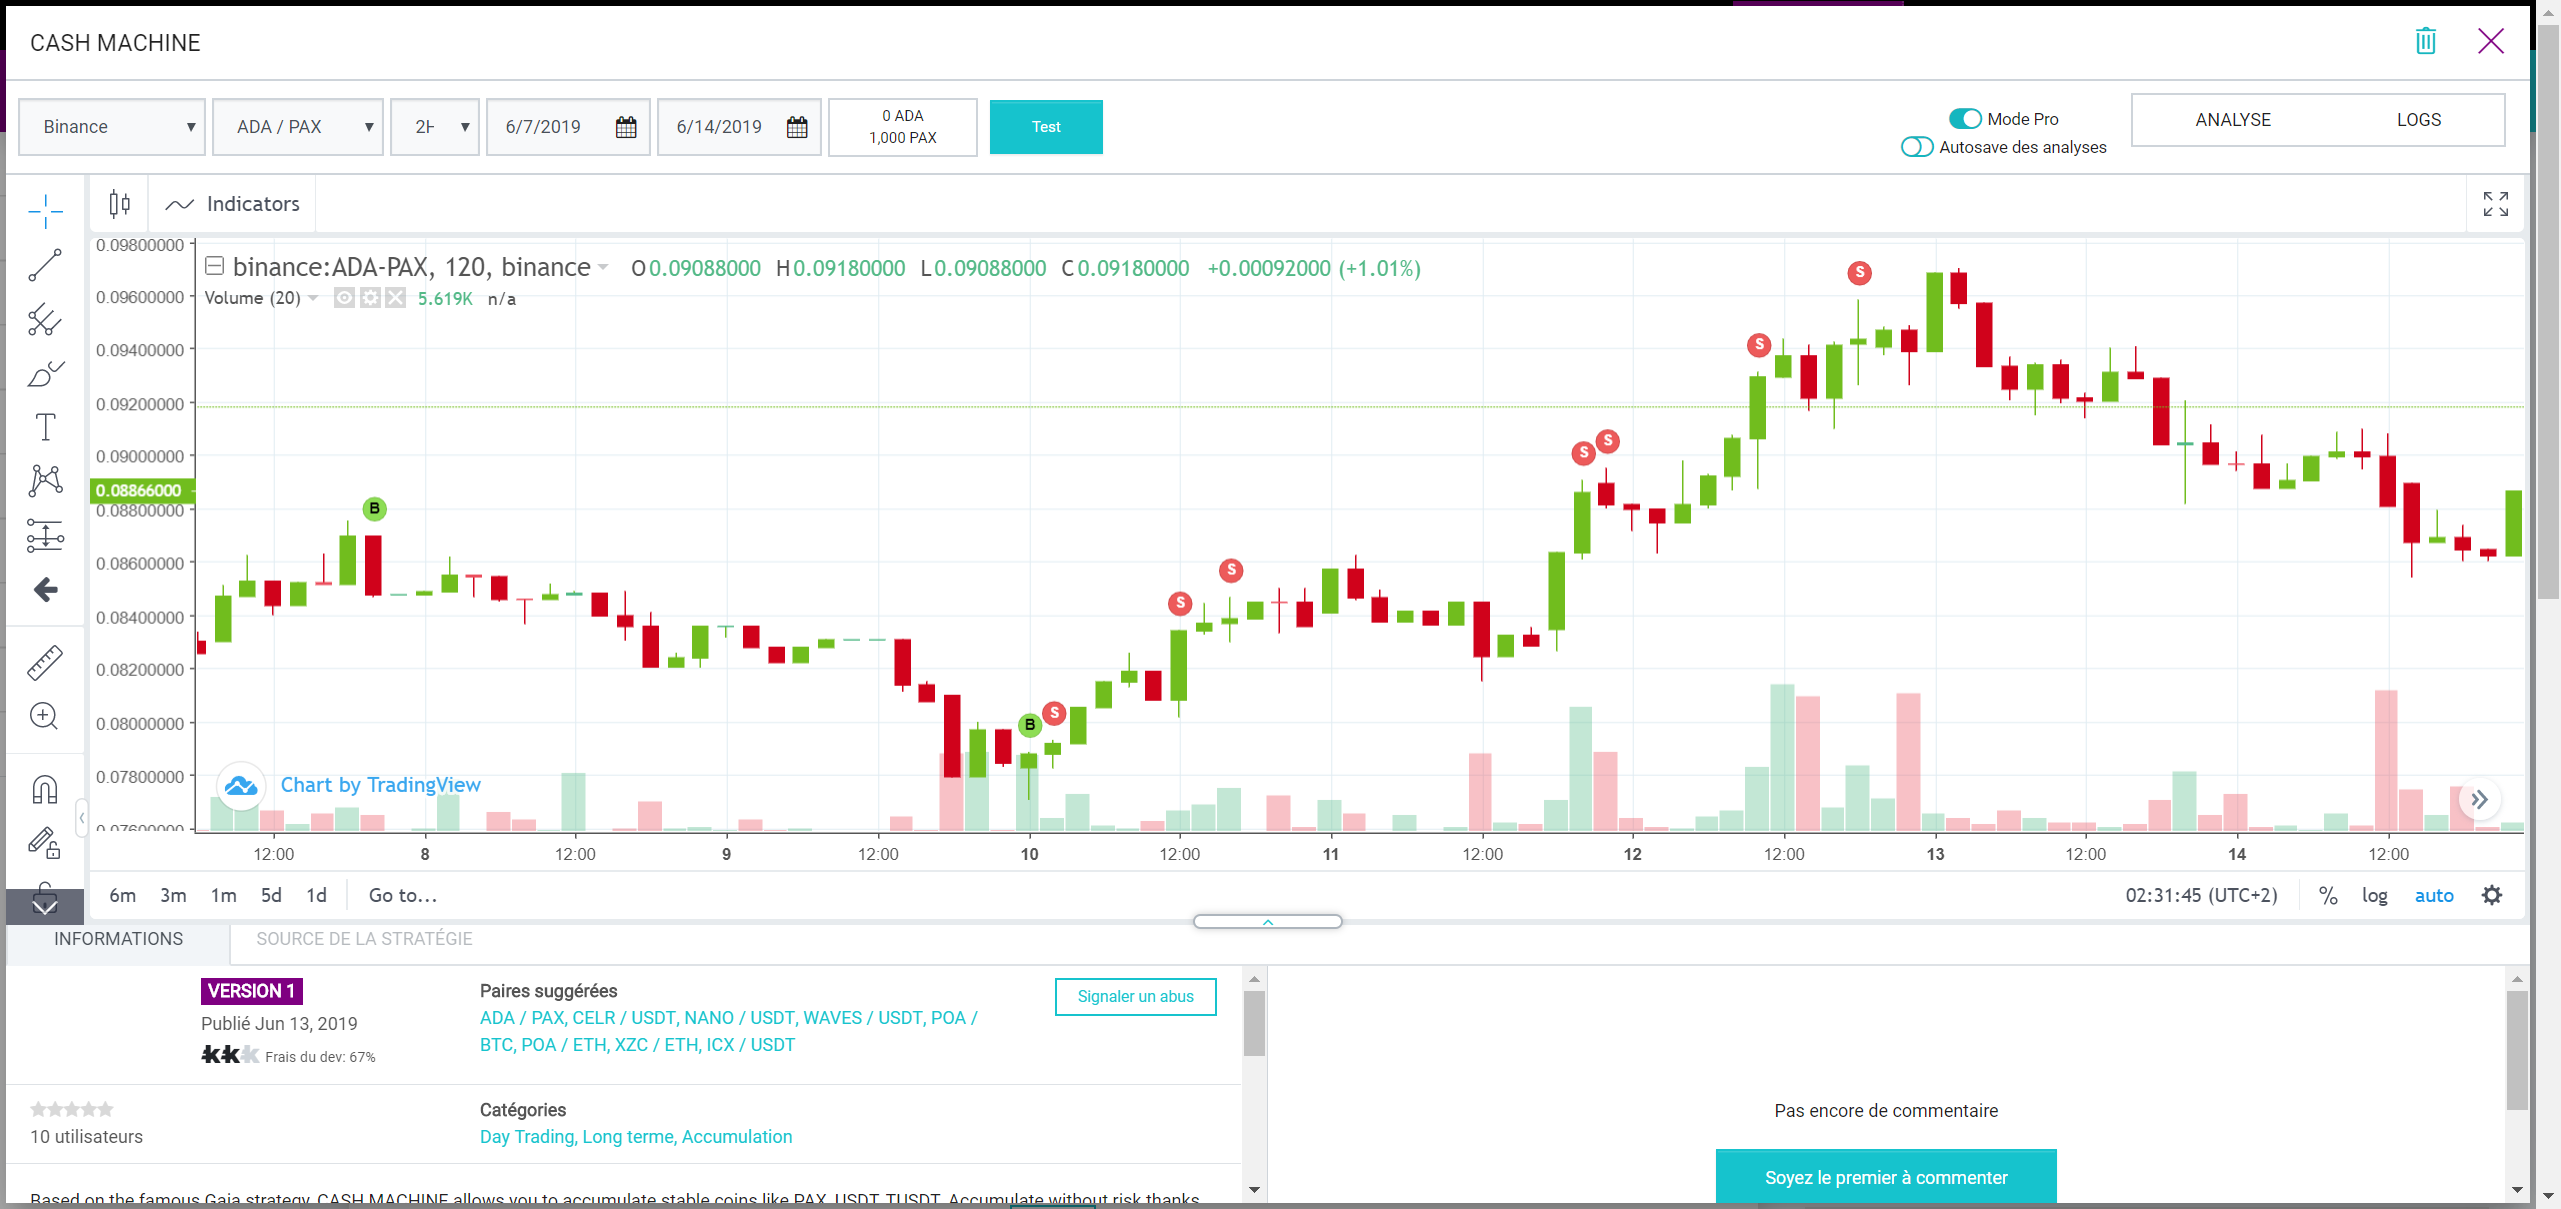 CASH MACHINE
Binance ADA / PAX 2H 6/7/2019 6/14/2019 0 ADA
1,000 PAX
Test
Mode Pro
Autosave des analyses
ANALYSE LOGS
Indicators
binance:ADA-PAX, 120, binance O0.09088000 H0.09180000 L0.09088000 C0.09180000 +0.00092000 (+1.01%)
Volume (20) 5.619K n/a
0.09800000
0.09600000
0.09400000
0.09200000
0.09000000
0.08866000
0.08800000
0.08600000
0.08400000
0.08200000
0.08000000
0.07800000
0.07600000
B
B
S
S
S
S
S
S
S
Chart by TradingView
12:00 8 12:00 9 12:00 10 12:00 11 12:00 12 12:00 13 12:00 14 12:00
6m 3m 1m 5d 1d Go to... 02:31:45 (UTC+2) % log auto
INFORMATIONS SOURCE DE LA STRATÉGIE
VERSION 1
Publié Jun 13, 2019
Frais du dev: 67%
Paires suggérées
ADA / PAX, CELR / USDT, NANO / USDT, WAVES / USDT, POA /
BTC, POA / ETH, XZC / ETH, ICX / USDT
Signaler un abus
10 utilisateurs
Catégories
Day Trading, Long terme, Accumulation
Based on the famous Gaia strategy, CASH MACHINE allows you to accumulate stable coins like PAX, USDT, TUSDT. Accumulate without risk thanks
Pas encore de commentaire
Soyez le premier à commenter